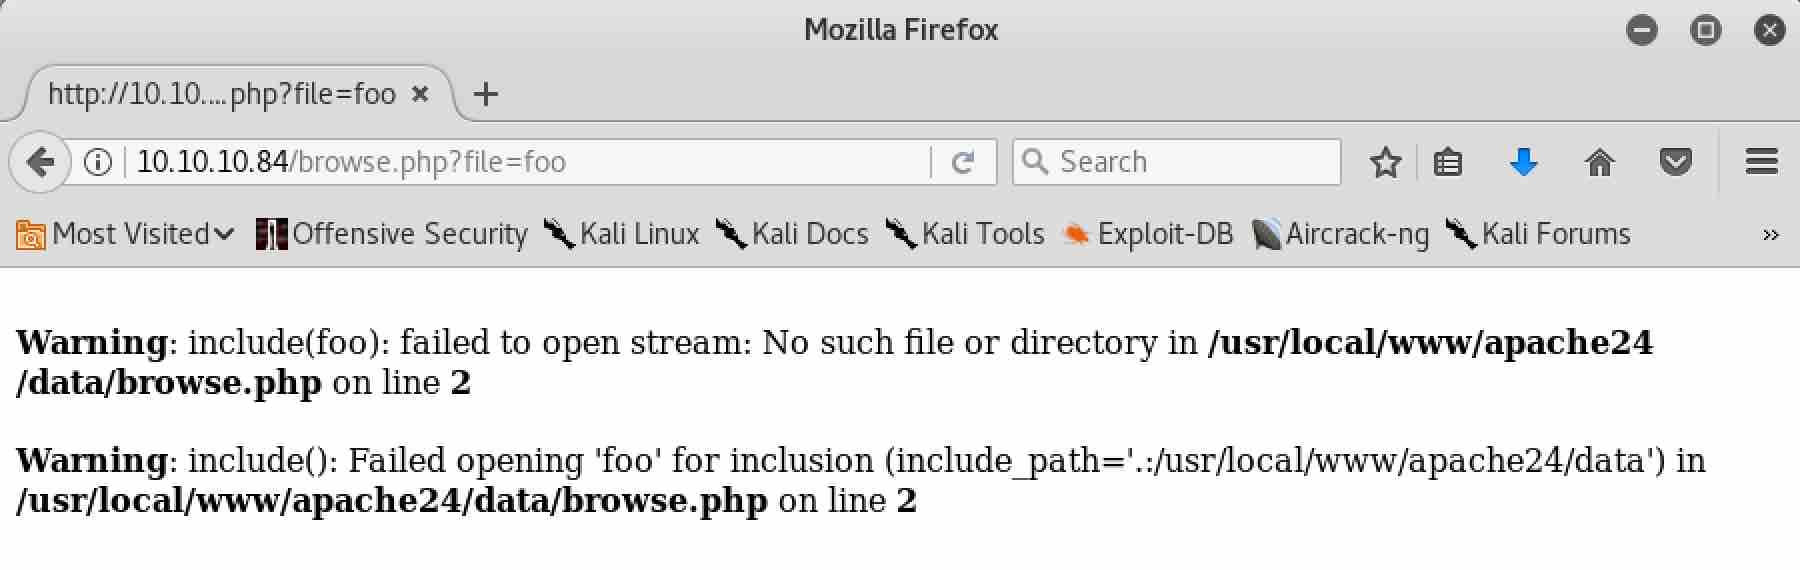 Mozilla Firefox
http://10.10....php?file=foo
10.10.10.84/browse.php?file=foo Search
Most Visited Offensive Security Kali Linux Kali Docs Kali Tools Exploit-DB Aircrack-ng Kali Forums »
Warning: include(foo): failed to open stream: No such file or directory in /usr/local/www/apache24
/data/browse.php on line 2
Warning: include(): Failed opening 'foo' for inclusion (include_path='.:/usr/local/www/apache24/data') in
/usr/local/www/apache24/data/browse.php on line 2